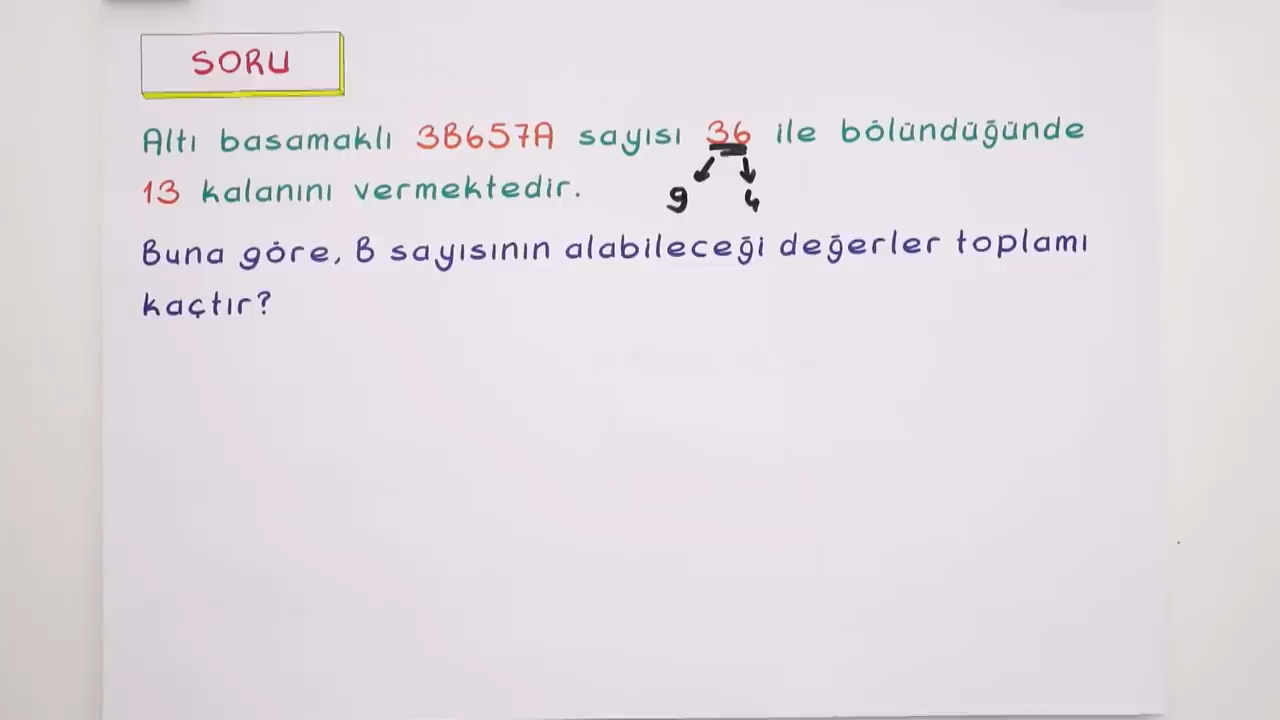 SORU
Altı basamaklı 3B657A sayısı 36 ile bölündüğünde
13 kalanını vermektedir.
9 4
Buna göre, B sayısının alabileceği değerler toplamı
kaçtır?